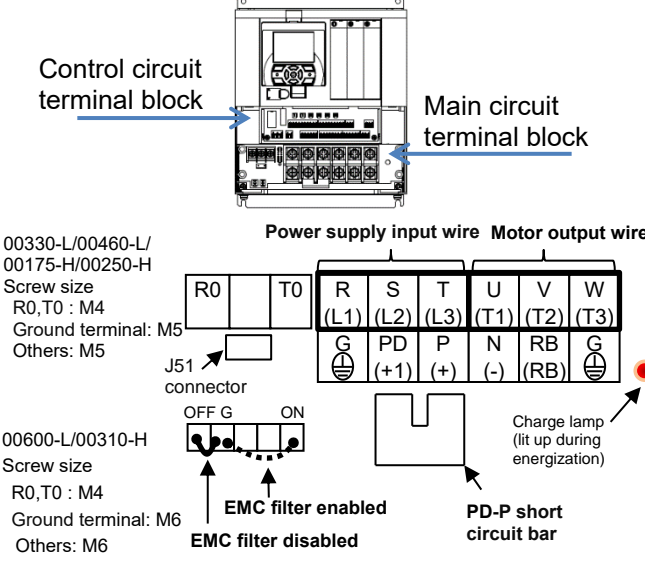 Control circuit
terminal block
Main circuit
terminal block
Power supply input wire Motor output wire
00330-L/00460-L/
00175-H/00250-H
Screw size
R0,T0 : M4
Ground terminal: M5
Others: M5
R0 T0
R S T U V W
(L1) (L2) (L3) (T1) (T2) (T3)
G PD P N RB G
(+1) (+) (-) (RB)
J51
connector
Charge lamp
(lit up during
energization)
OFF G ON
00600-L/00310-H
Screw size
R0,T0 : M4
Ground terminal: M6
Others: M6
EMC filter enabled
EMC filter disabled
PD-P short
circuit bar